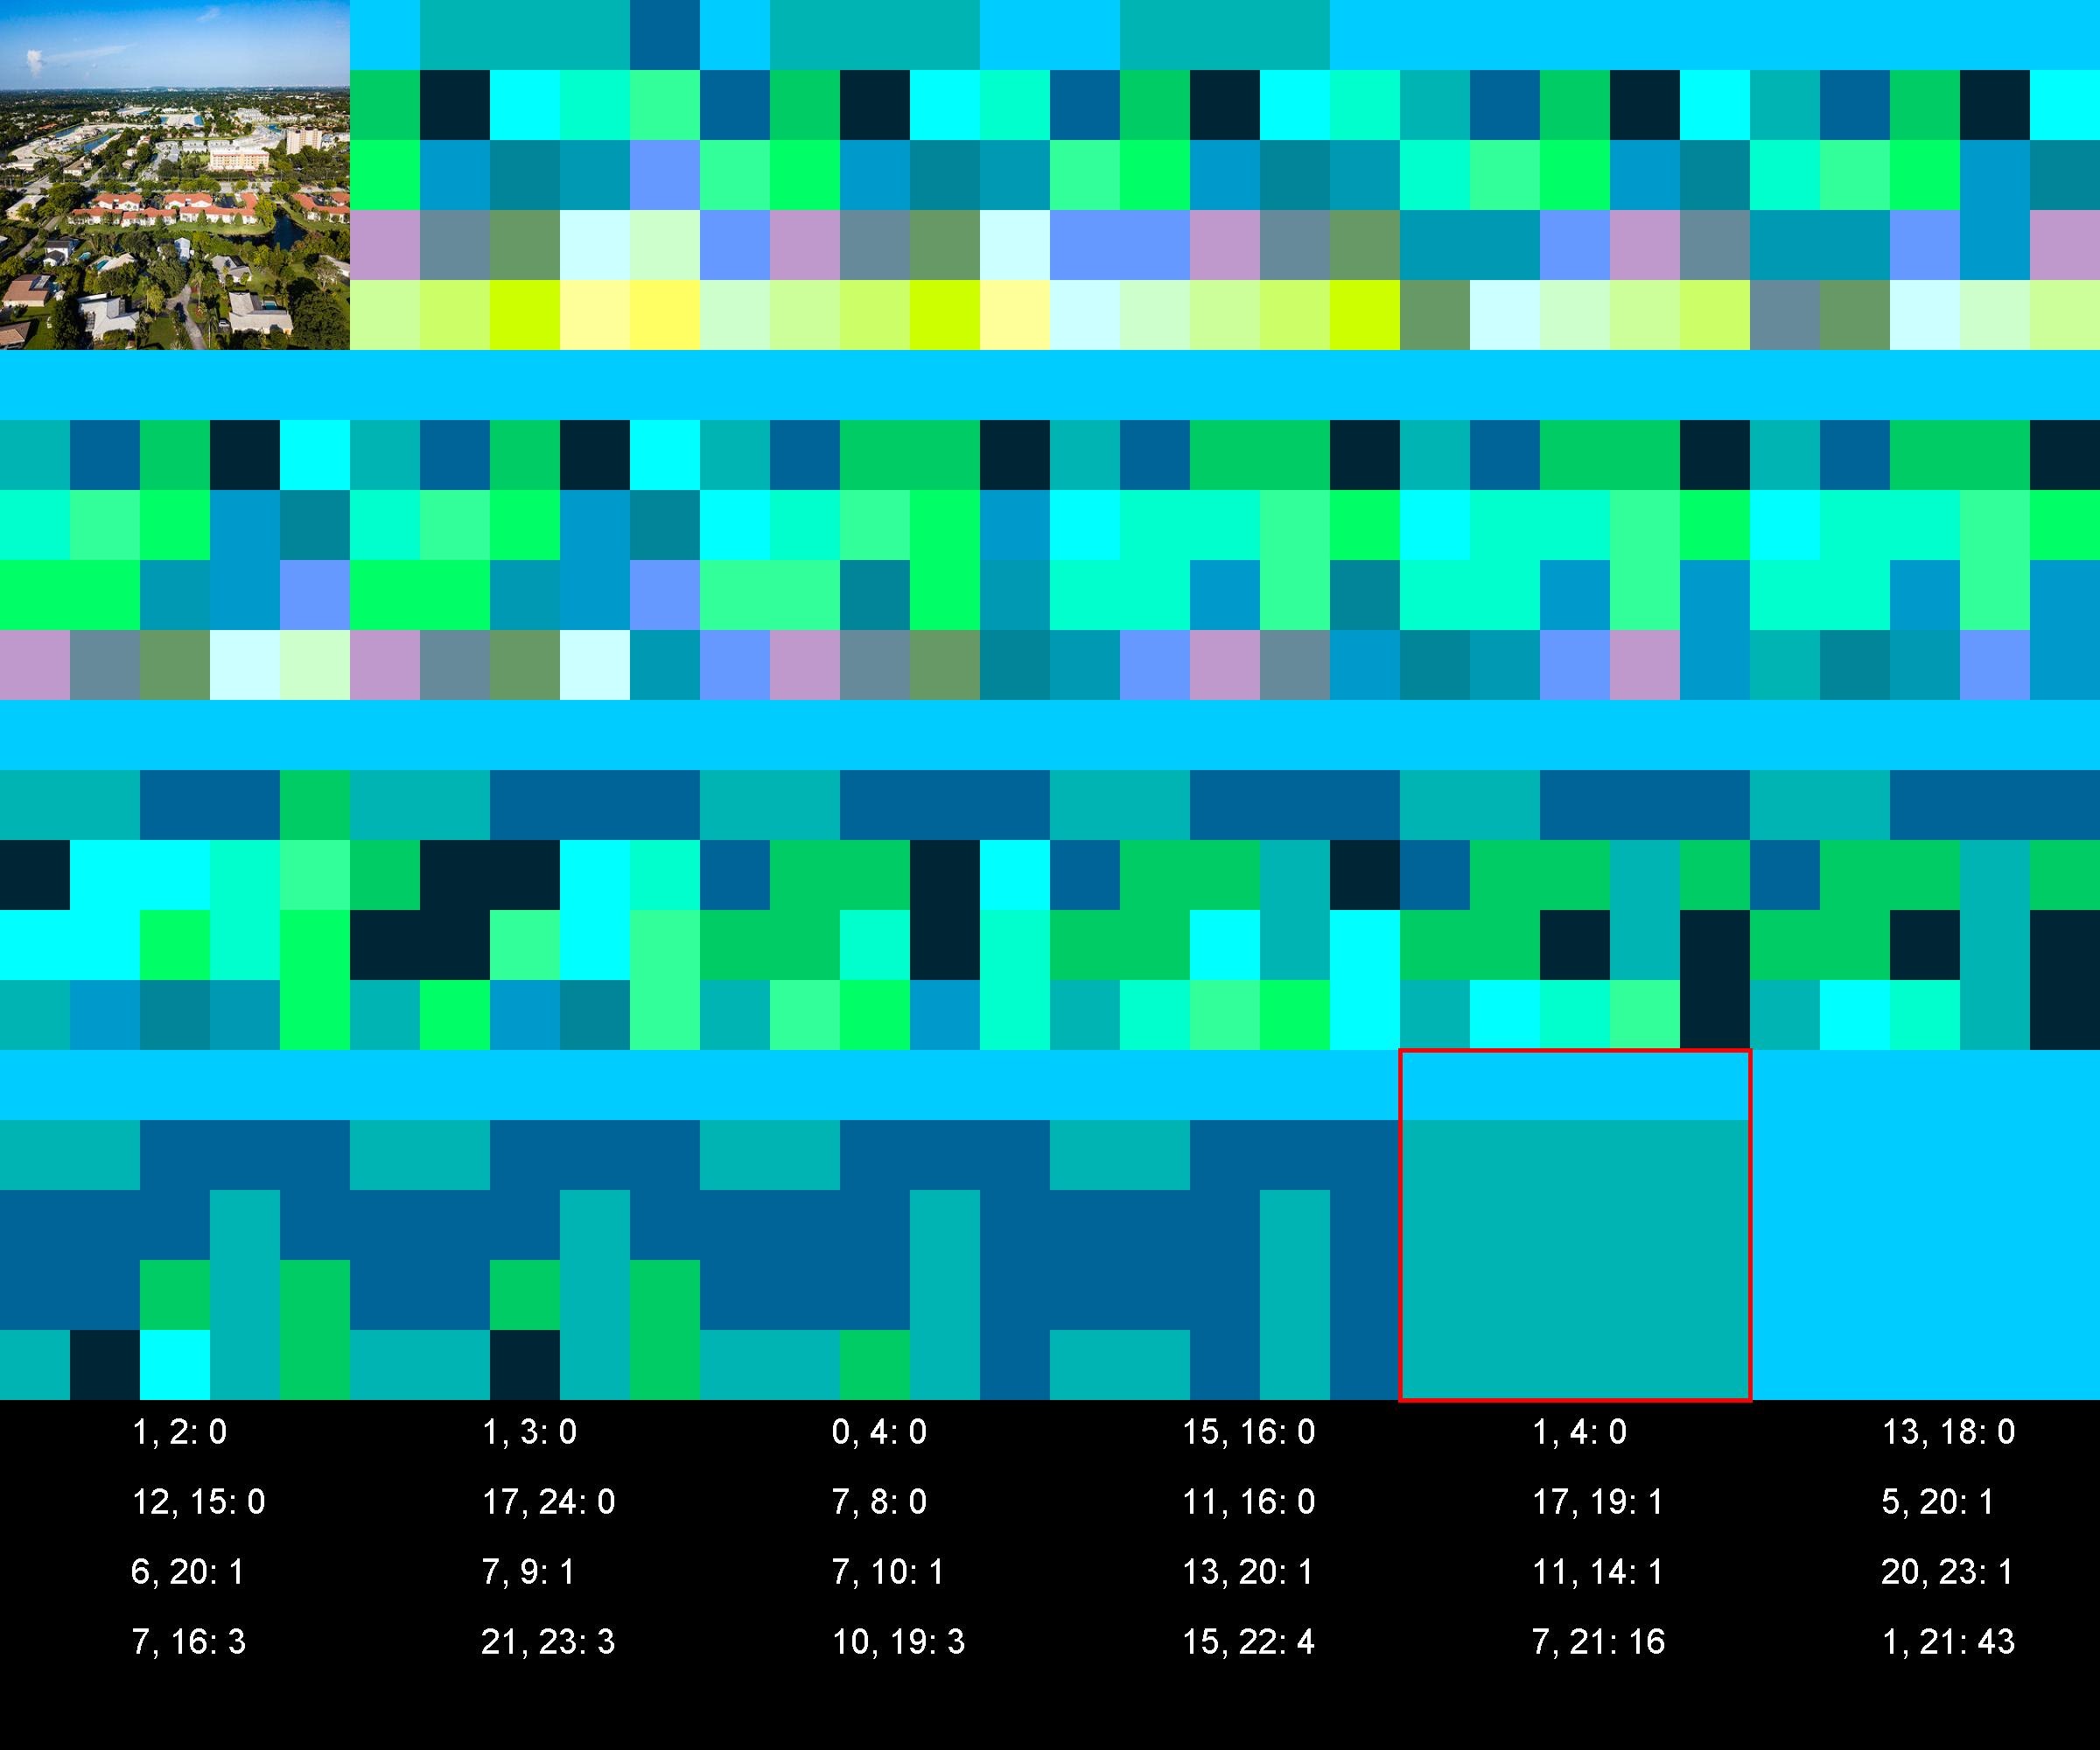 1, 2: 0 1, 3: 0 0, 4: 0 15, 16: 0 1, 4: 0 13, 18: 0
12, 15: 0 17, 24: 0 7, 8: 0 11, 16: 0 17, 19: 1 5, 20: 1
6, 20: 1 7, 9: 1 7, 10: 1 13, 20: 1 11, 14: 1 20, 23: 1
7, 16: 3 21, 23: 3 10, 19: 3 15, 22: 4 7, 21: 16 1, 21: 43